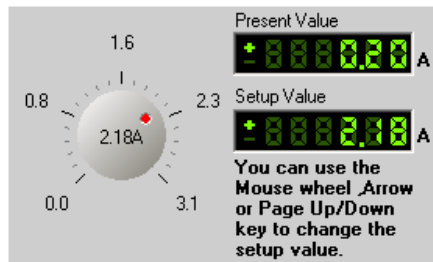 Present Value
1.6
+ 0.20 A
-
0.8
2.3
Setup Value
2.18A
+ 2.18 A
-
You can use the
Mouse wheel ,Arrow
or Page Up/Down
key to change the
setup value.
0.0
3.1